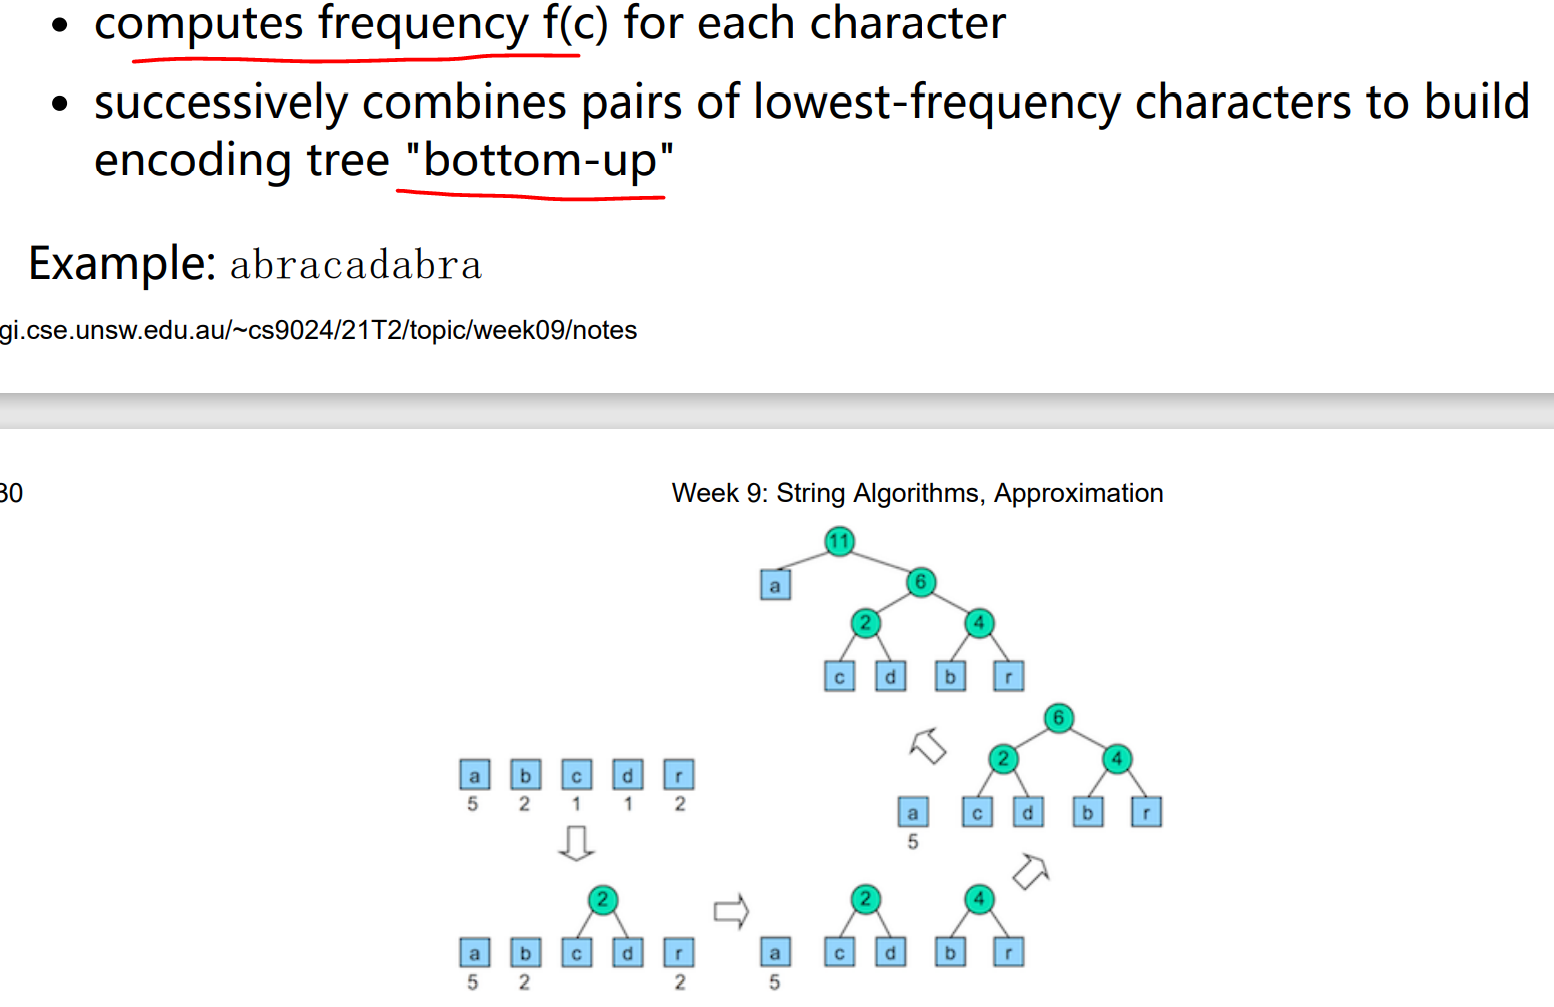 • computes frequency f(c) for each character
• successively combines pairs of lowest-frequency characters to build
encoding tree "bottom-up"
Example: abracadabra
gi.cse.unsw.edu.au/~cs9024/21T2/topic/week09/notes
30
Week 9: String Algorithms, Approximation
11
a
6
2
4
c d b r
6
2
4
a c d b r
5
a b c d r
5 2 1 1 2
2
a b c d r
5 2 2
2
4
a c d b r
5